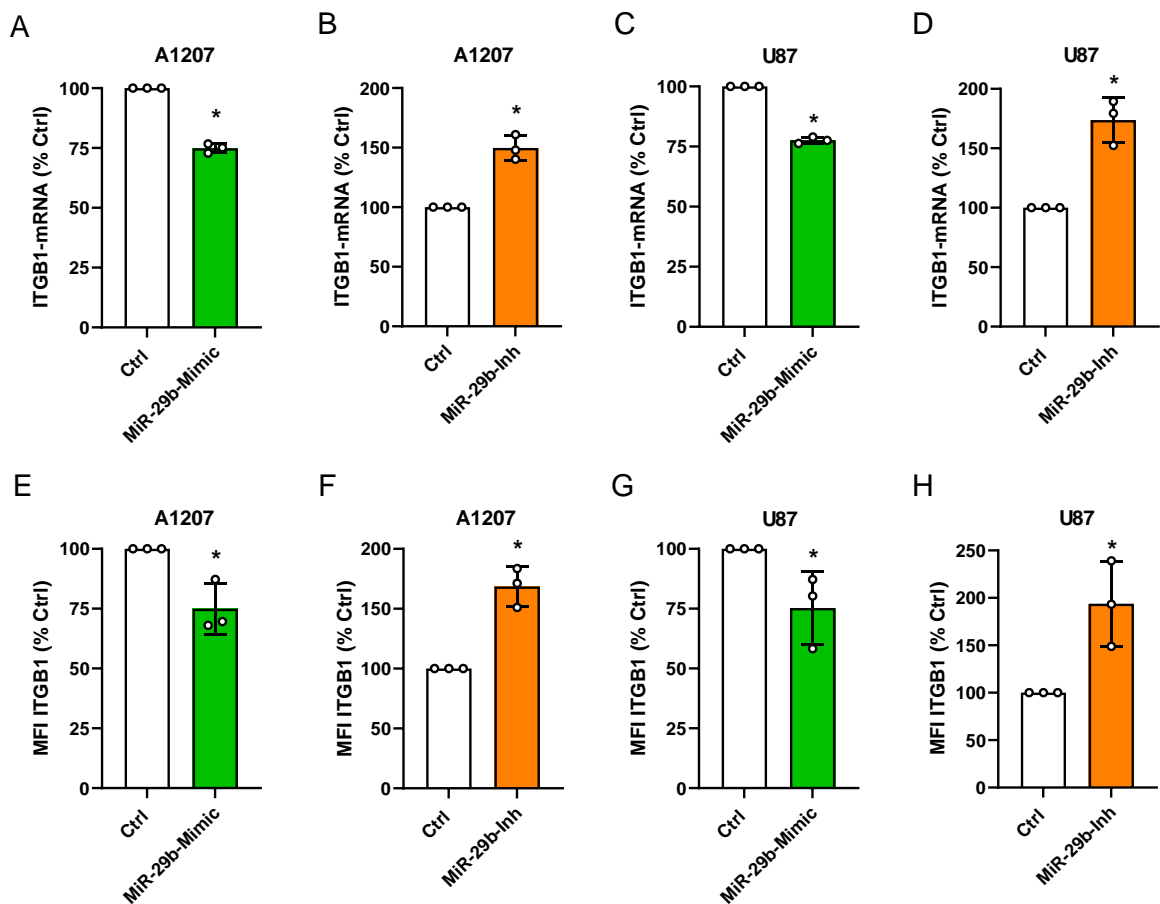 A
B
C
D
A1207
A1207
U87
U87
ITGB1-mRNA (% Ctrl)
100
75
50
25
0
*
Ctrl
MiR-29b-Mimic
ITGB1-mRNA (% Ctrl)
200
150
100
50
0
*
Ctrl
MiR-29b-Inh
ITGB1-mRNA (% Ctrl)
100
75
50
25
0
*
Ctrl
MiR-29b-Mimic
ITGB1-mRNA (% Ctrl)
200
150
100
50
0
*
Ctrl
MiR-29b-Inh
E
F
G
H
A1207
A1207
U87
U87
MFI ITGB1 (% Ctrl)
100
75
50
25
0
*
Ctrl
MiR-29b-Mimic
MFI ITGB1 (% Ctrl)
200
150
100
50
0
*
Ctrl
MiR-29b-Inh
MFI ITGB1 (% Ctrl)
100
75
50
25
0
*
Ctrl
MiR-29b-Mimic
MFI ITGB1 (% Ctrl)
250
200
150
100
50
0
*
Ctrl
MiR-29b-Inh